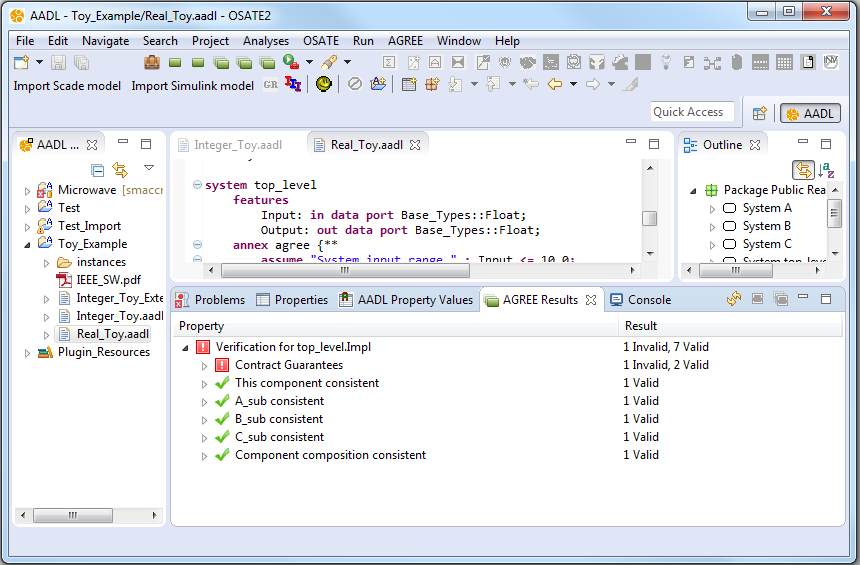 AADL - Toy_Example/Real_Toy.aadl - OSATE2
File Edit Navigate Search Project Analyses OSATE Run AGREE Window Help
Import Scade model Import Simulink model GR
Quick Access AADL
AADL ...
Microwave [smaccr
Test
Test_Import
Toy_Example
instances
IEEE_SW.pdf
Integer_Toy_Exte
Integer_Toy.aadl
Real_Toy.aadl
Plugin_Resources
Integer_Toy.aadl Real_Toy.aadl
system top_level
features
Input: in data port Base_Types::Float;
Output: out data port Base_Types::Float;
annex agree {**
assume "System input range " : Input <= 10.0;
Outline
Package Public Rea
System A
System B
System C
System top_leve
Problems Properties AADL Property Values AGREE Results Console
Property Result
Verification for top_level.Impl 1 Invalid, 7 Valid
Contract Guarantees 1 Invalid, 2 Valid
This component consistent 1 Valid
A_sub consistent 1 Valid
B_sub consistent 1 Valid
C_sub consistent 1 Valid
Component composition consistent 1 Valid